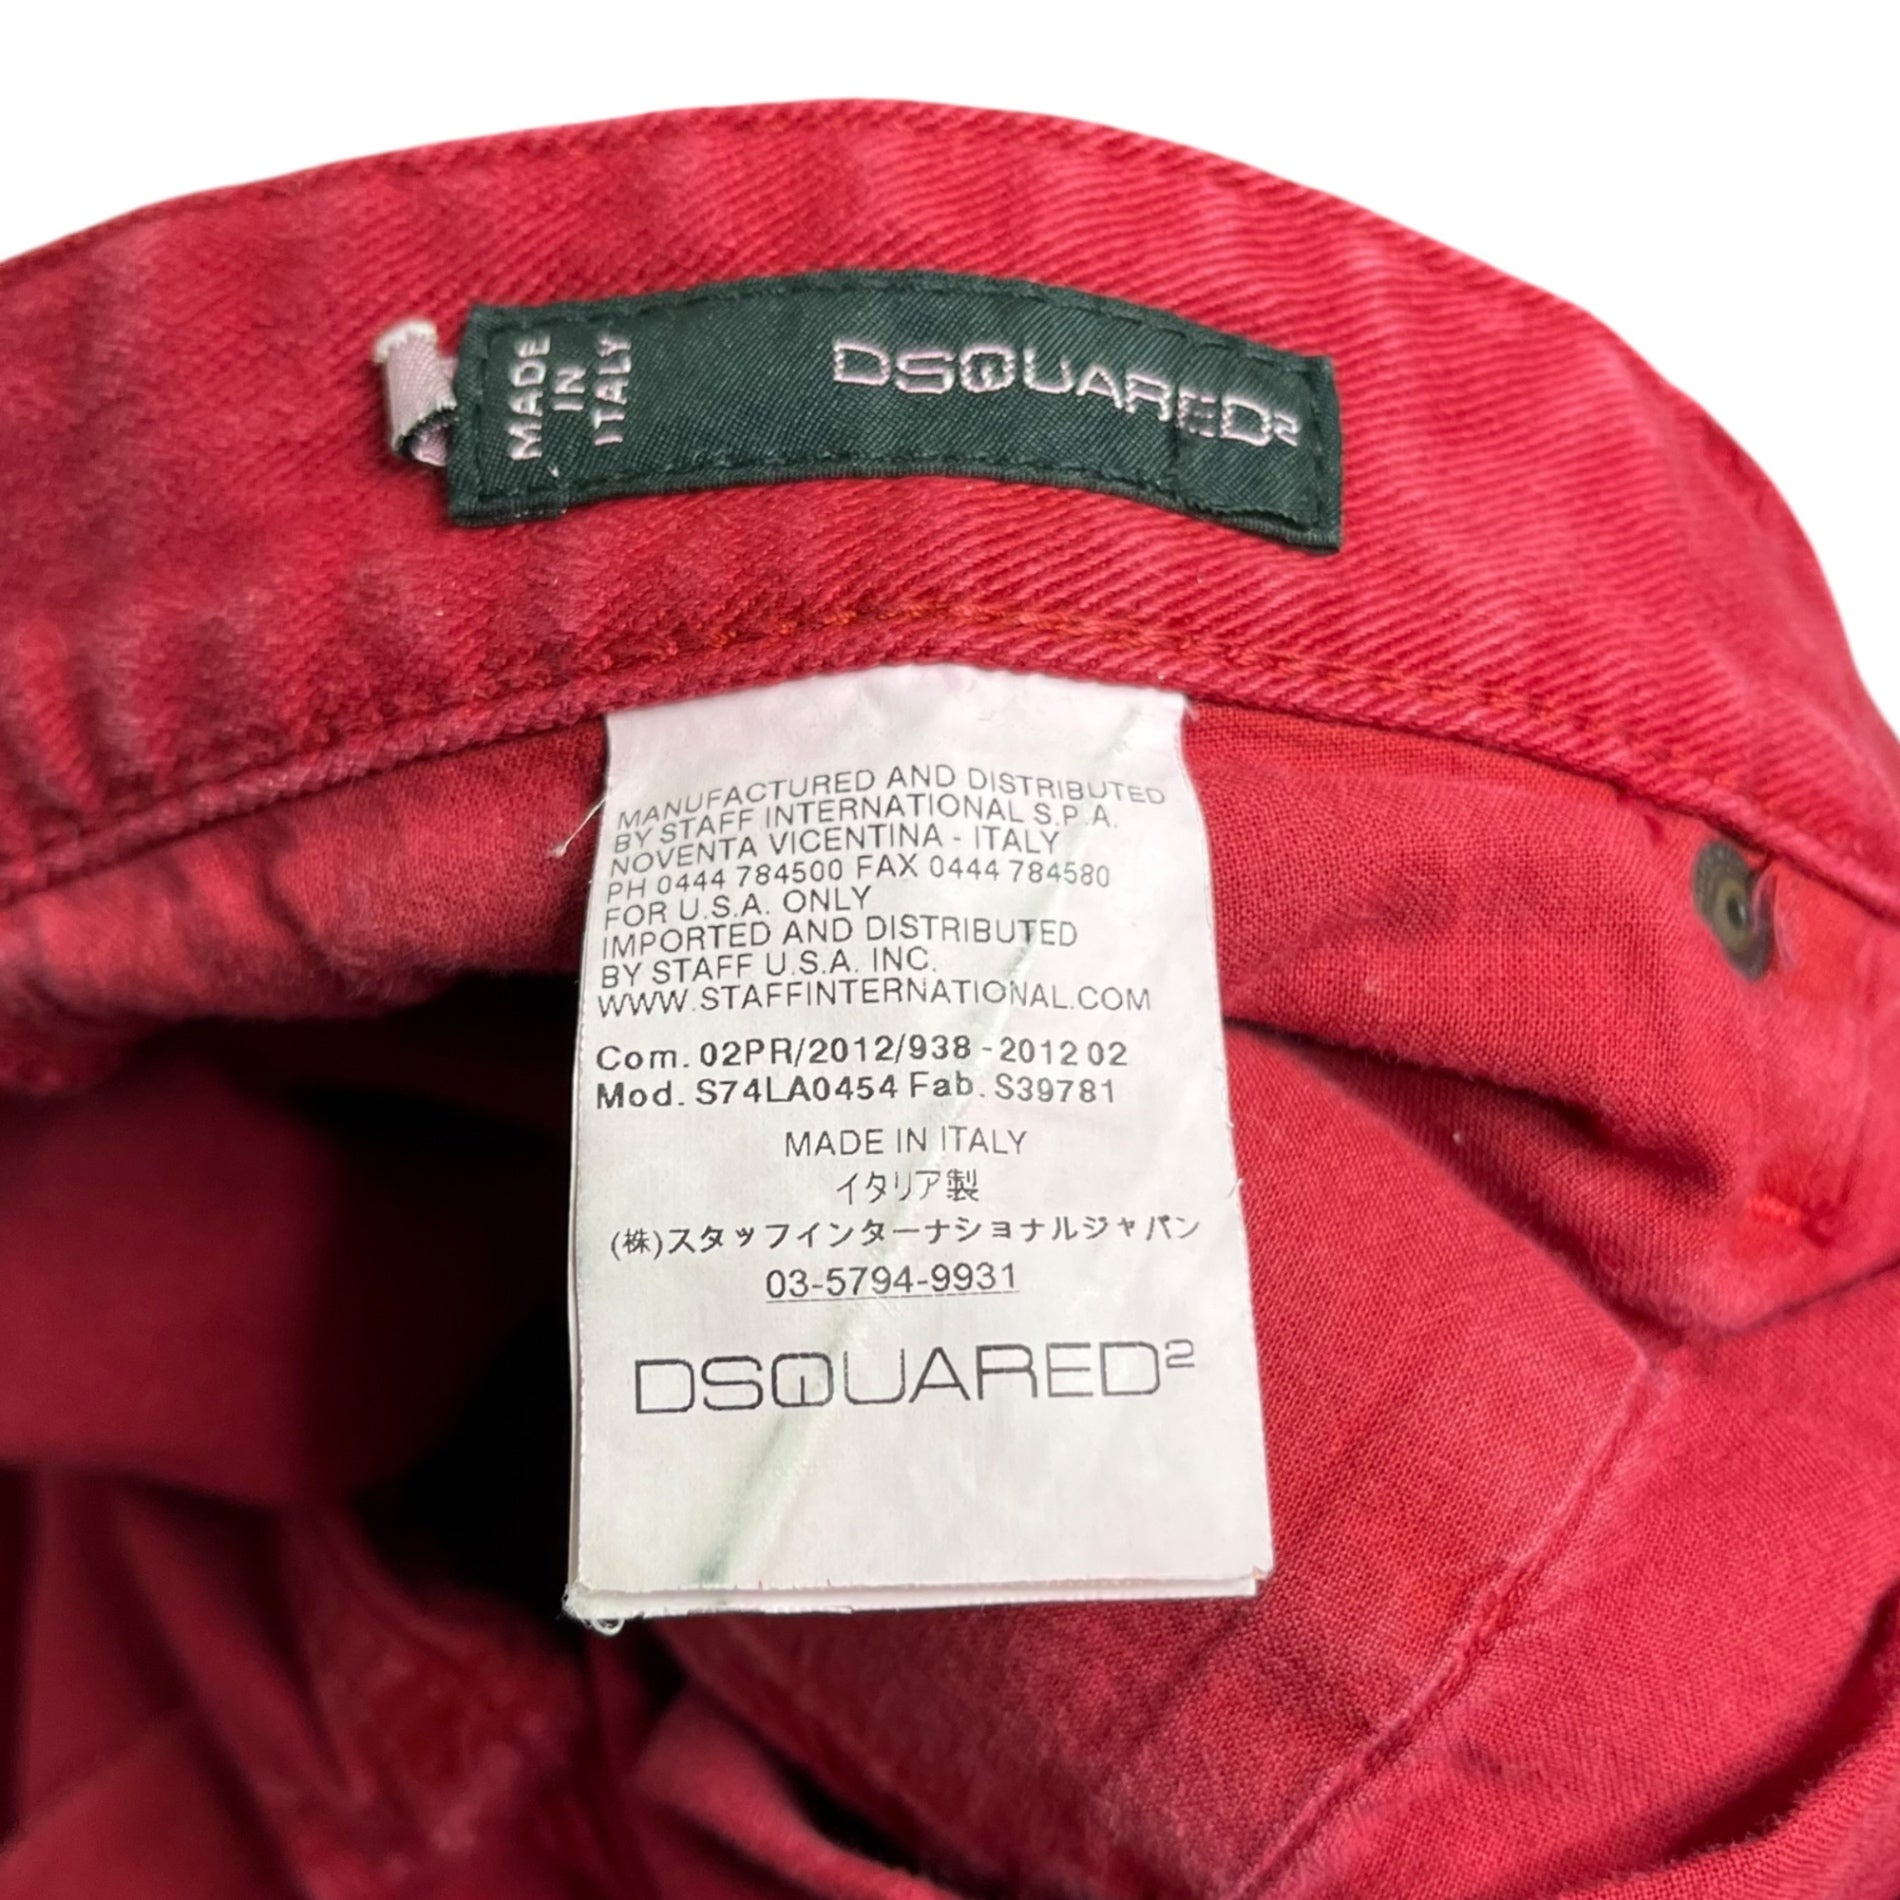 MADE
IN
ITALY
DSQUARED²
MANUFACTURED AND DISTRIBUTED
BY STAFF INTERNATIONAL S.P.A.
NOVENTA VICENTINA - ITALY
PH 0444 784500 FAX 0444 784580
FOR U.S.A. ONLY
IMPORTED AND DISTRIBUTED
BY STAFF U.S.A. INC.
WWW.STAFFINTERNATIONAL.COM
Com. 02PR/2012/938 - 2012 02
Mod. S74LA0454 Fab. S39781
MADE IN ITALY
イタリア製
(株)スタッフインターナショナルジャパン
03-5794-9931
DSQUARED²